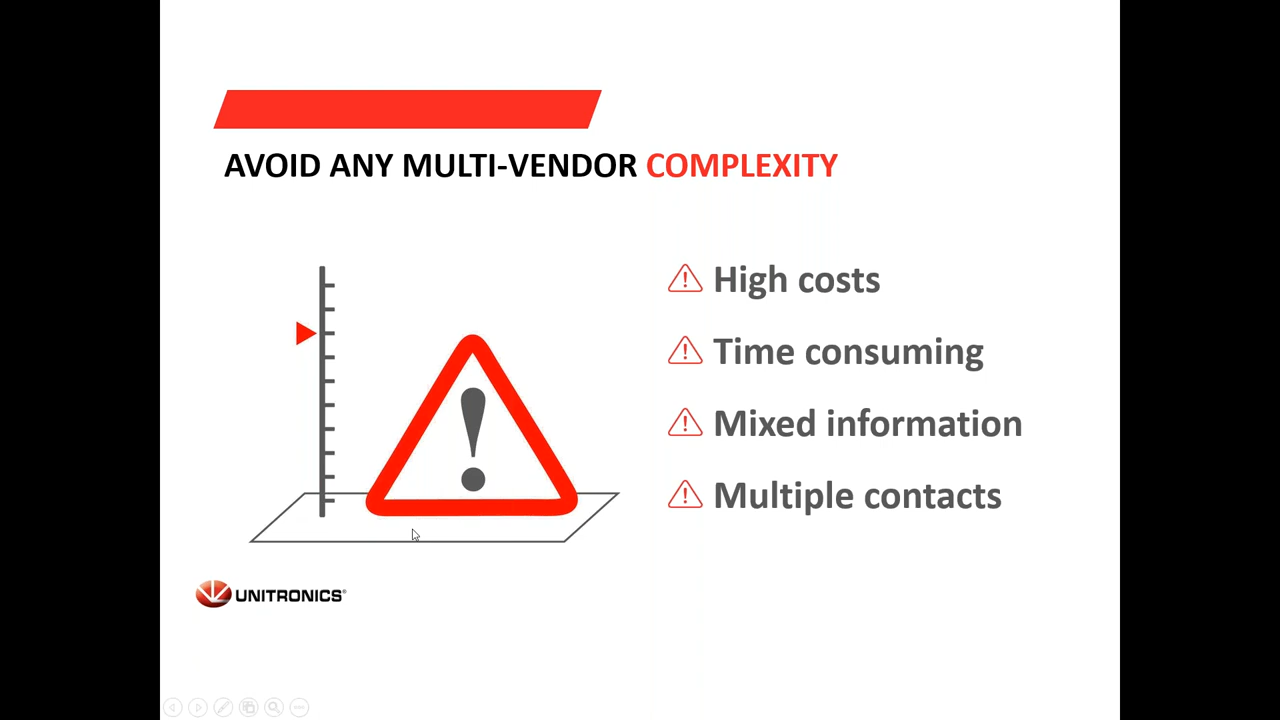 AVOID ANY MULTI-VENDOR COMPLEXITY
High costs
Time consuming
Mixed information
Multiple contacts
UNITRONICS®